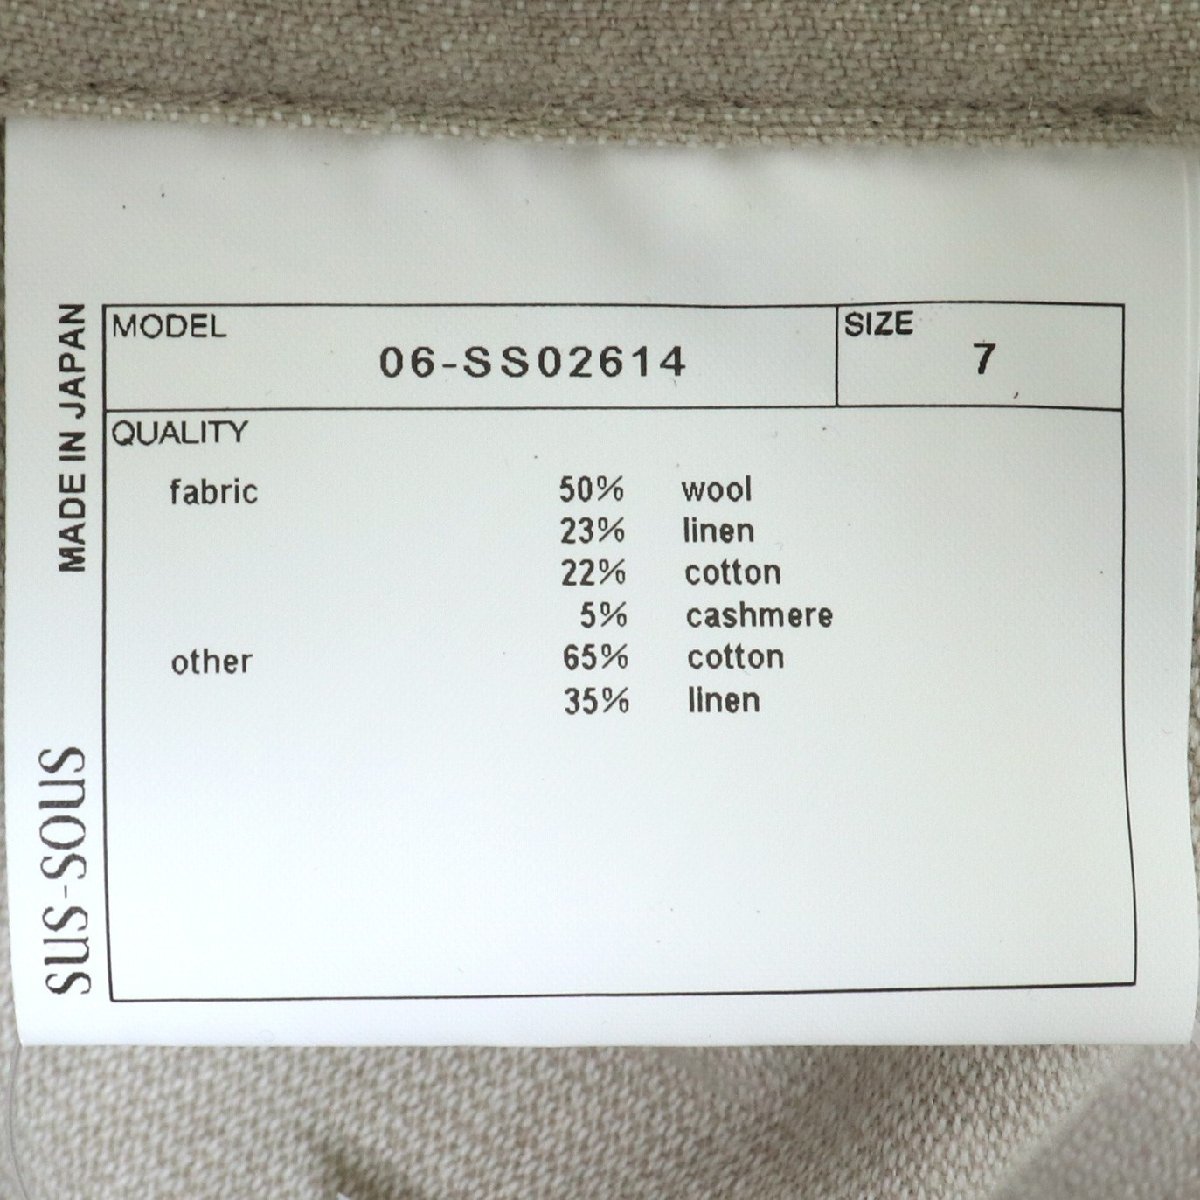 MODEL
06-SS02614
SIZE
7
QUALITY
fabric 50% wool
23% linen
22% cotton
5% cashmere
other 65% cotton
35% linen
MADE IN JAPAN
SUS-SOUS